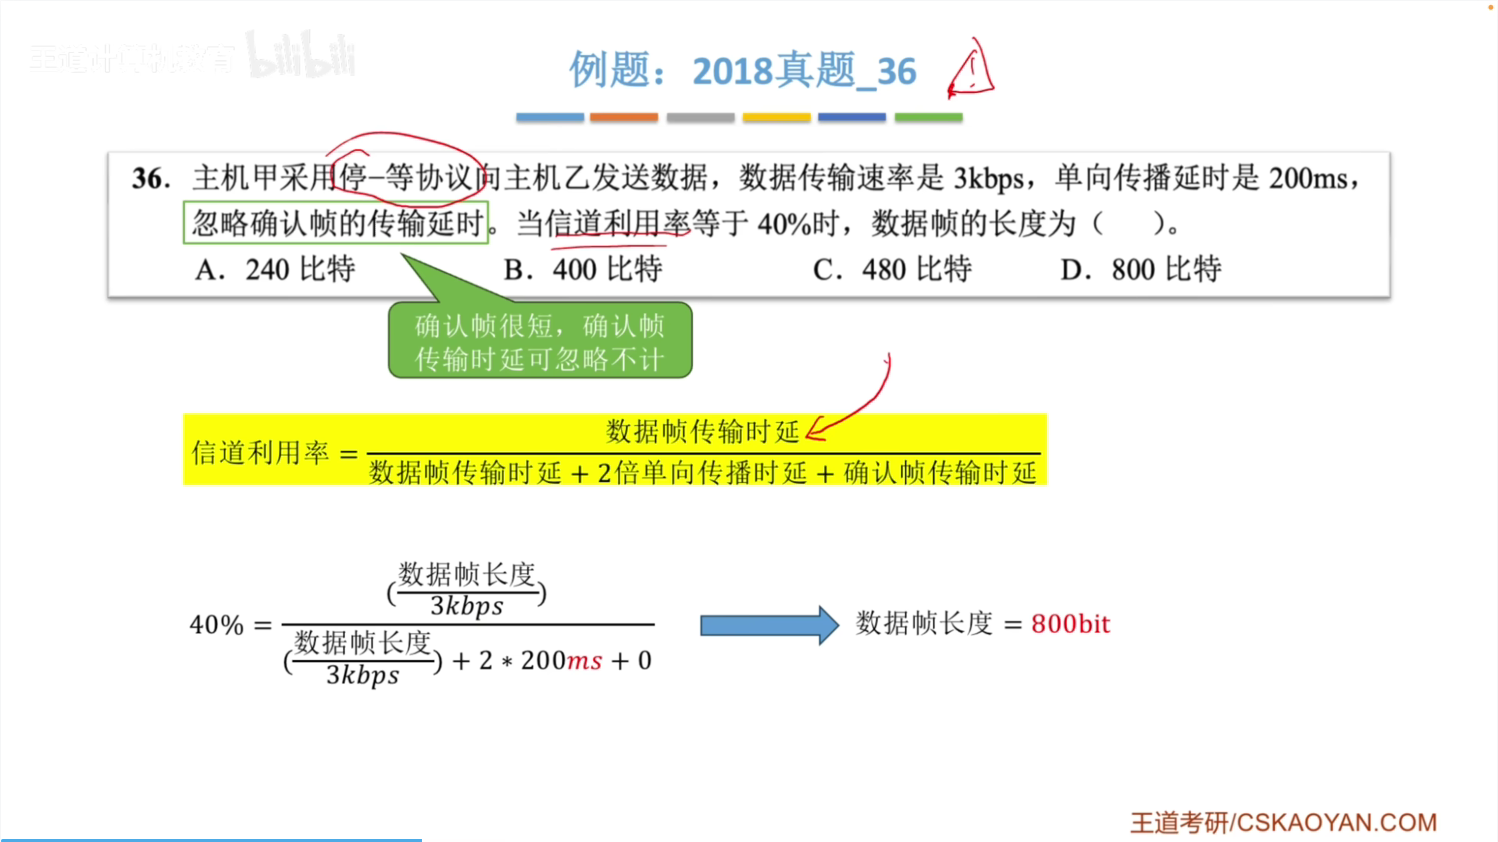 王道计算机教育 bilibili
例题：2018真题_36
36. 主机甲采用停–等协议向主机乙发送数据，数据传输速率是 3kbps，单向传播延时是 200ms，
忽略确认帧的传输延时。当信道利用率等于 40%时，数据帧的长度为（ ）。
A. 240 比特 B. 400 比特 C. 480 比特 D. 800 比特
确认帧很短，确认帧
传输时延可忽略不计
信道利用率 = 数据帧传输时延
数据帧传输时延 + 2倍单向传播时延 + 确认帧传输时延
40% = (数据帧长度/3kbps)
(数据帧长度/3kbps) + 2 ∗ 200ms + 0
数据帧长度 = 800bit
王道考研/CSKAOYAN.COM